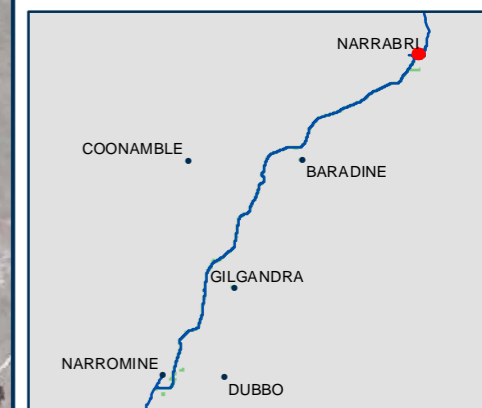 NARRABRI
COONAMBLE
BARADINE
GILGANDRA
NARROMINE
DUBBO